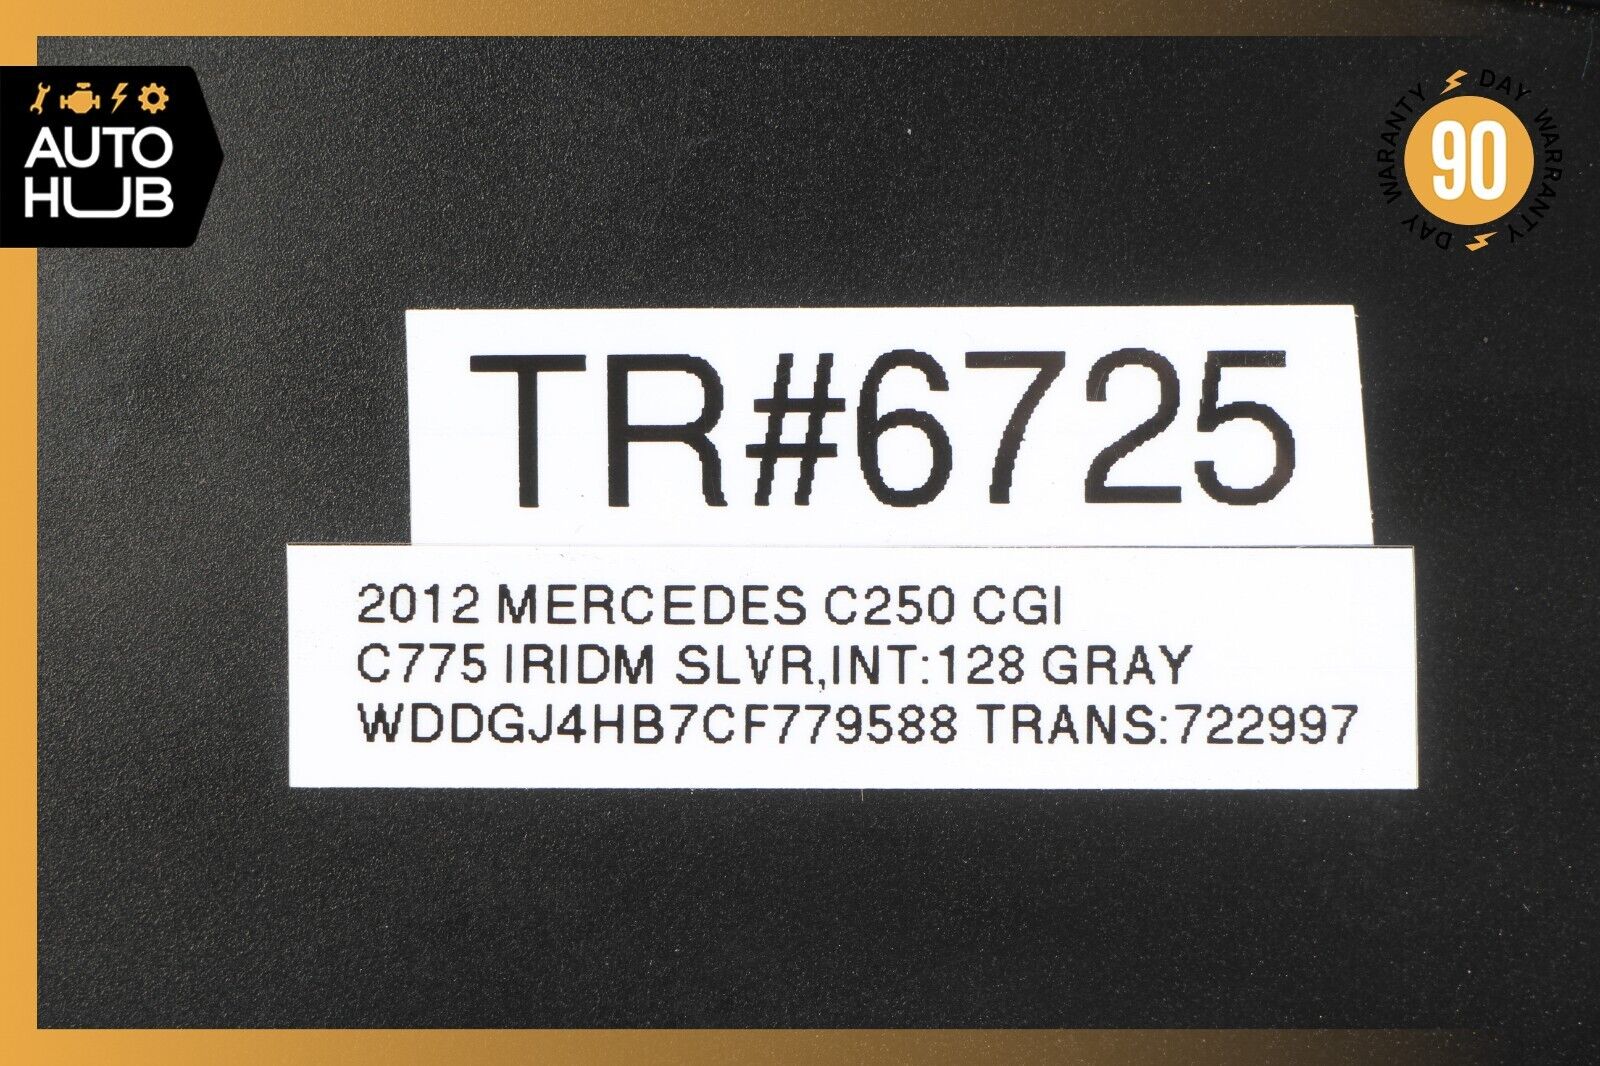 AUTO
HUB
DAY WARRANTY
90
DAY WARRANTY
TR#6725
2012 MERCEDES C250 CGI
C775 IRIDM SLVR,INT:128 GRAY
WDDGJ4HB7CF779588 TRANS:722997